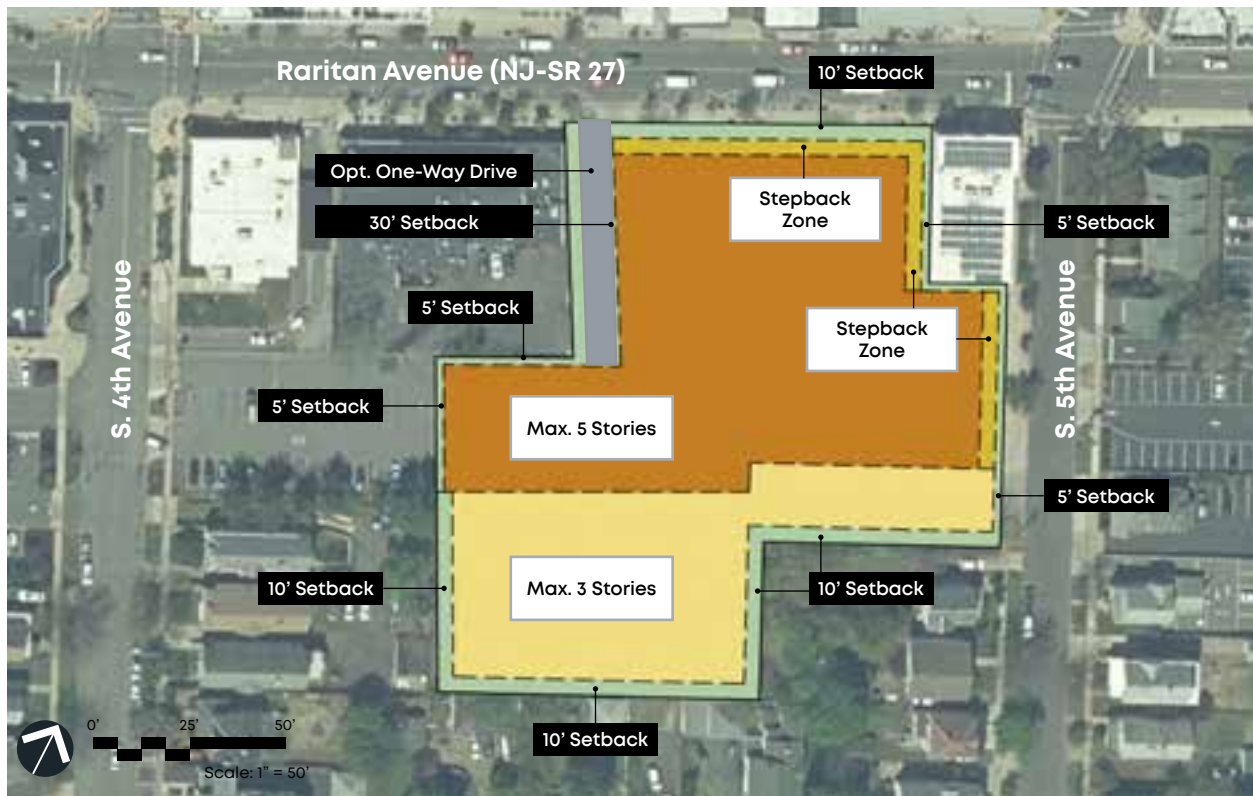 Raritan Avenue (NJ-SR 27)
10’ Setback
Opt. One-Way Drive
30’ Setback
Stepback
Zone
5’ Setback
S. 4th Avenue
S. 5th Avenue
5’ Setback
Stepback
Zone
5’ Setback
Max. 5 Stories
5’ Setback
10’ Setback
Max. 3 Stories
10’ Setback
10’ Setback
0’ 25’ 50’
Scale: 1” = 50’